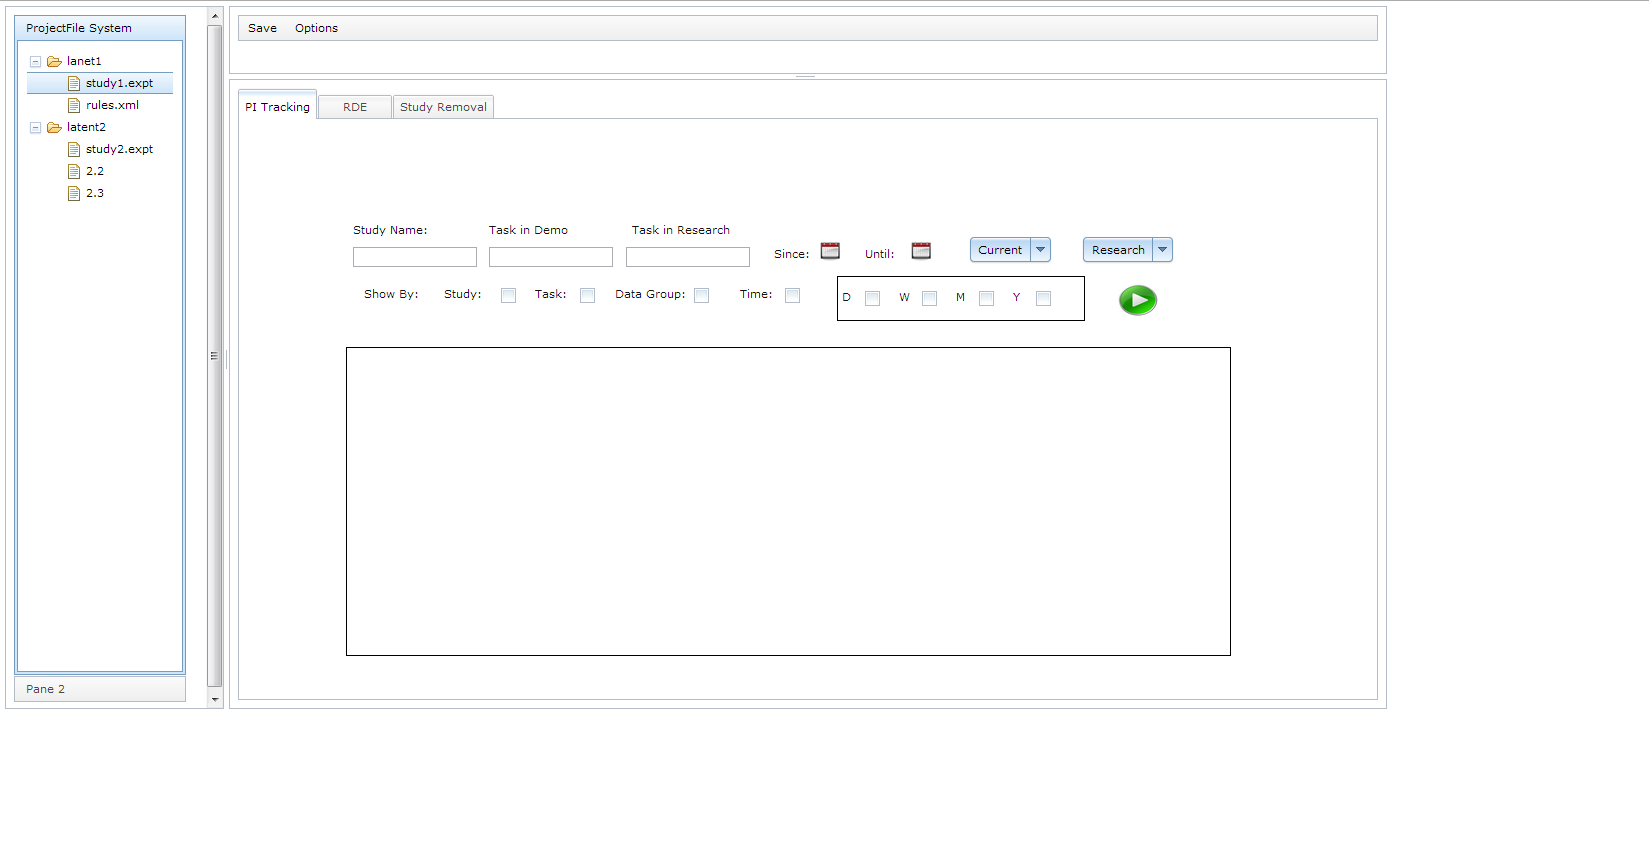 ProjectFile System
lanet1
study1.expt
rules.xml
latent2
study2.expt
2.2
2.3
Pane 2
Save Options
PI Tracking RDE Study Removal
Study Name: Task in Demo Task in Research
Since: Until: Current Research
Show By: Study: Task: Data Group: Time: D W M Y